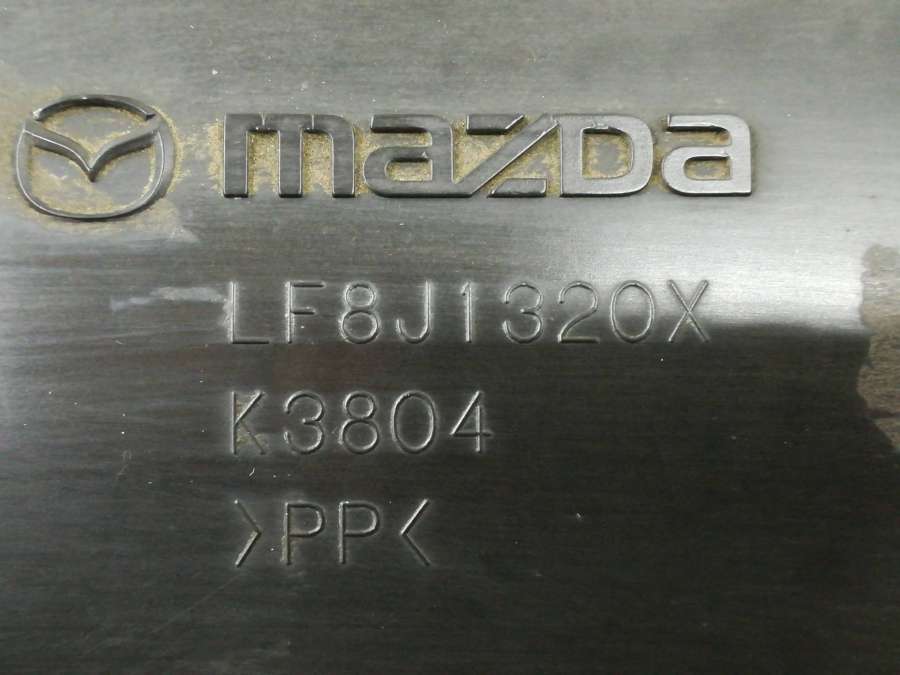 mazda
LF8J1320X
K3804
>PP<